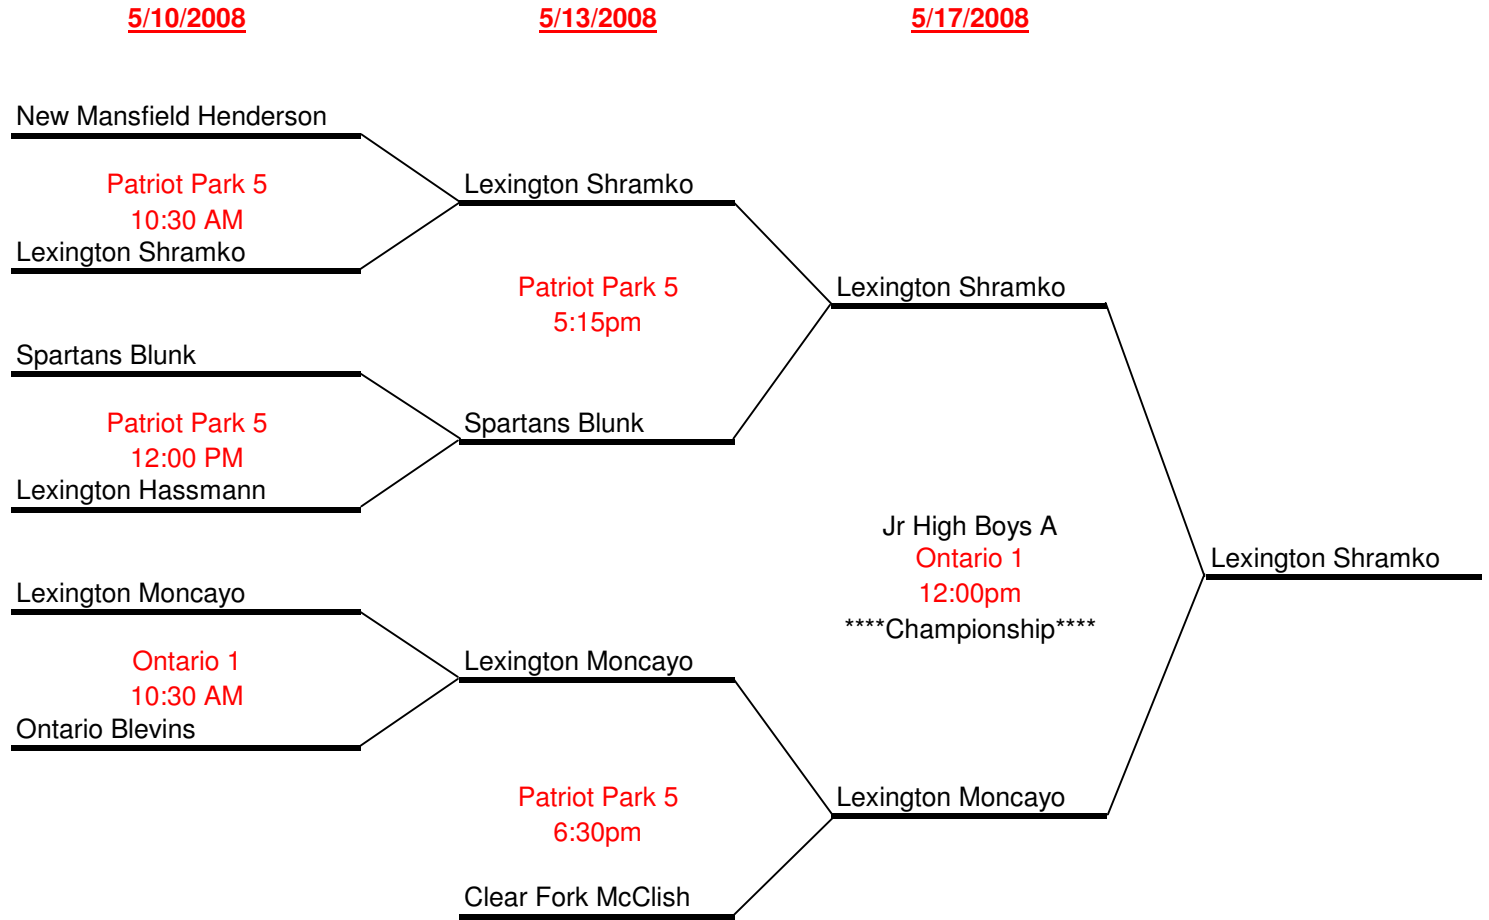 5/10/2008 5/13/2008 5/17/2008
New Mansfield Henderson
Patriot Park 5
10:30 AM
Lexington Shramko
Lexington Shramko
Patriot Park 5
5:15pm
Lexington Shramko
Spartans Blunk
Patriot Park 5
12:00 PM
Lexington Hassmann
Spartans Blunk
Jr High Boys A
Ontario 1
12:00pm
****Championship****
Lexington Shramko
Lexington Moncayo
Ontario 1
10:30 AM
Ontario Blevins
Lexington Moncayo
Patriot Park 5
6:30pm
Lexington Moncayo
Clear Fork McClish